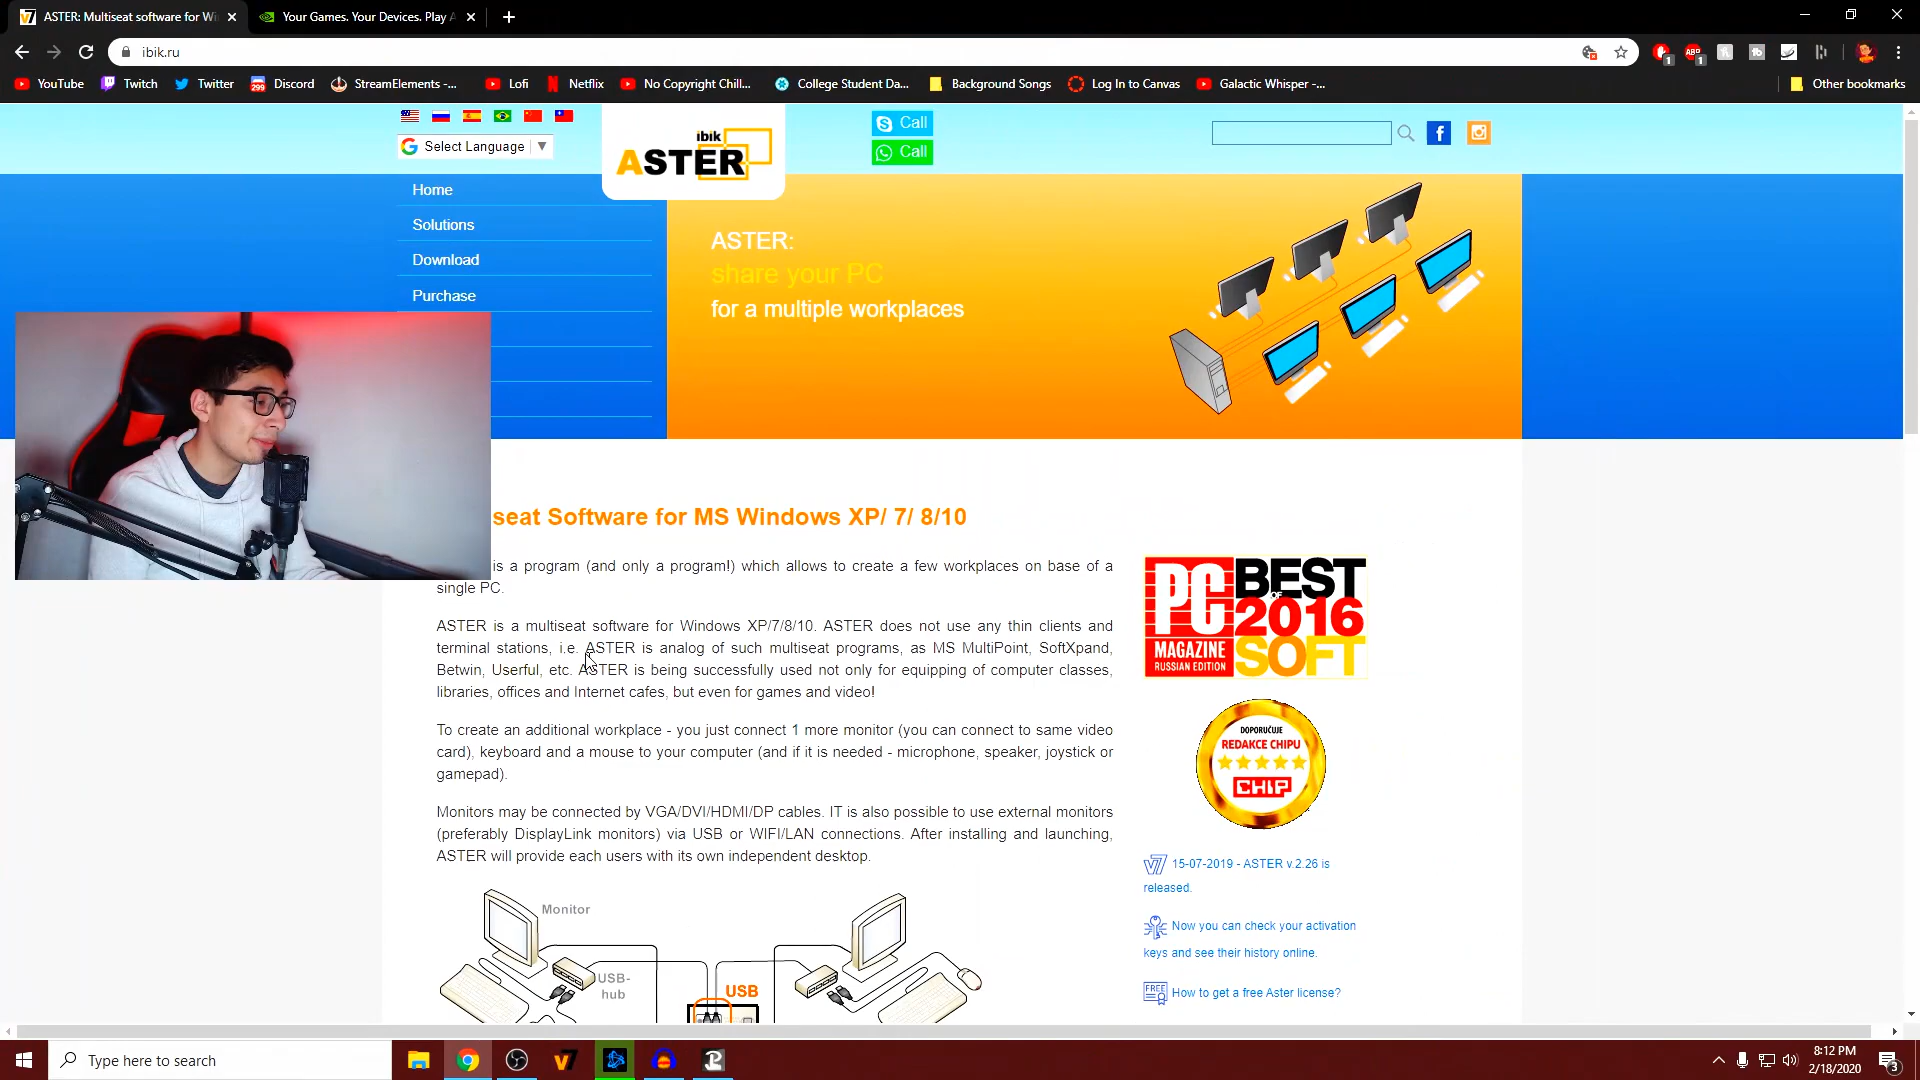 ASTER: Multiseat software for Wi
Your Games. Your Devices. Play A
ibik.ru
YouTube
Twitch
Twitter
299
Discord
StreamElements -...
Lofi
Netflix
No Copyright Chill...
College Student Da...
Background Songs
Log In to Canvas
Galactic Whisper -...
Other bookmarks
Select Language
ibik
ASTER
Call
Call
Home
Solutions
Download
Purchase
ASTER:
share your PC
for a multiple workplaces
seat Software for MS Windows XP/ 7/ 8/10
is a program (and only a program!) which allows to create a few workplaces on base of a
single PC.
ASTER is a multiseat software for Windows XP/7/8/10. ASTER does not use any thin clients and
terminal stations, i.e. ASTER is analog of such multiseat programs, as MS MultiPoint, SoftXpand,
Betwin, Userful, etc. ASTER is being successfully used not only for equipping of computer classes,
libraries, offices and Internet cafes, but even for games and video!
To create an additional workplace - you just connect 1 more monitor (you can connect to same video
card), keyboard and a mouse to your computer (and if it is needed - microphone, speaker, joystick or
gamepad).
Monitors may be connected by VGA/DVI/HDMI/DP cables. IT is also possible to use external monitors
(preferably DisplayLink monitors) via USB or WIFI/LAN connections. After installing and launching,
ASTER will provide each users with its own independent desktop.
Monitor
USB-
hub
USB
PC
MAGAZINE
RUSSIAN EDITION
BEST
OF
2016
SOFT
DOPORUČUJE
REDAKCE CHIPU
CHIP
15-07-2019 - ASTER v.2.26 is
released.
Now you can check your activation
keys and see their history online.
FREE
How to get a free Aster license?
Type here to search
8:12 PM
2/18/2020
3